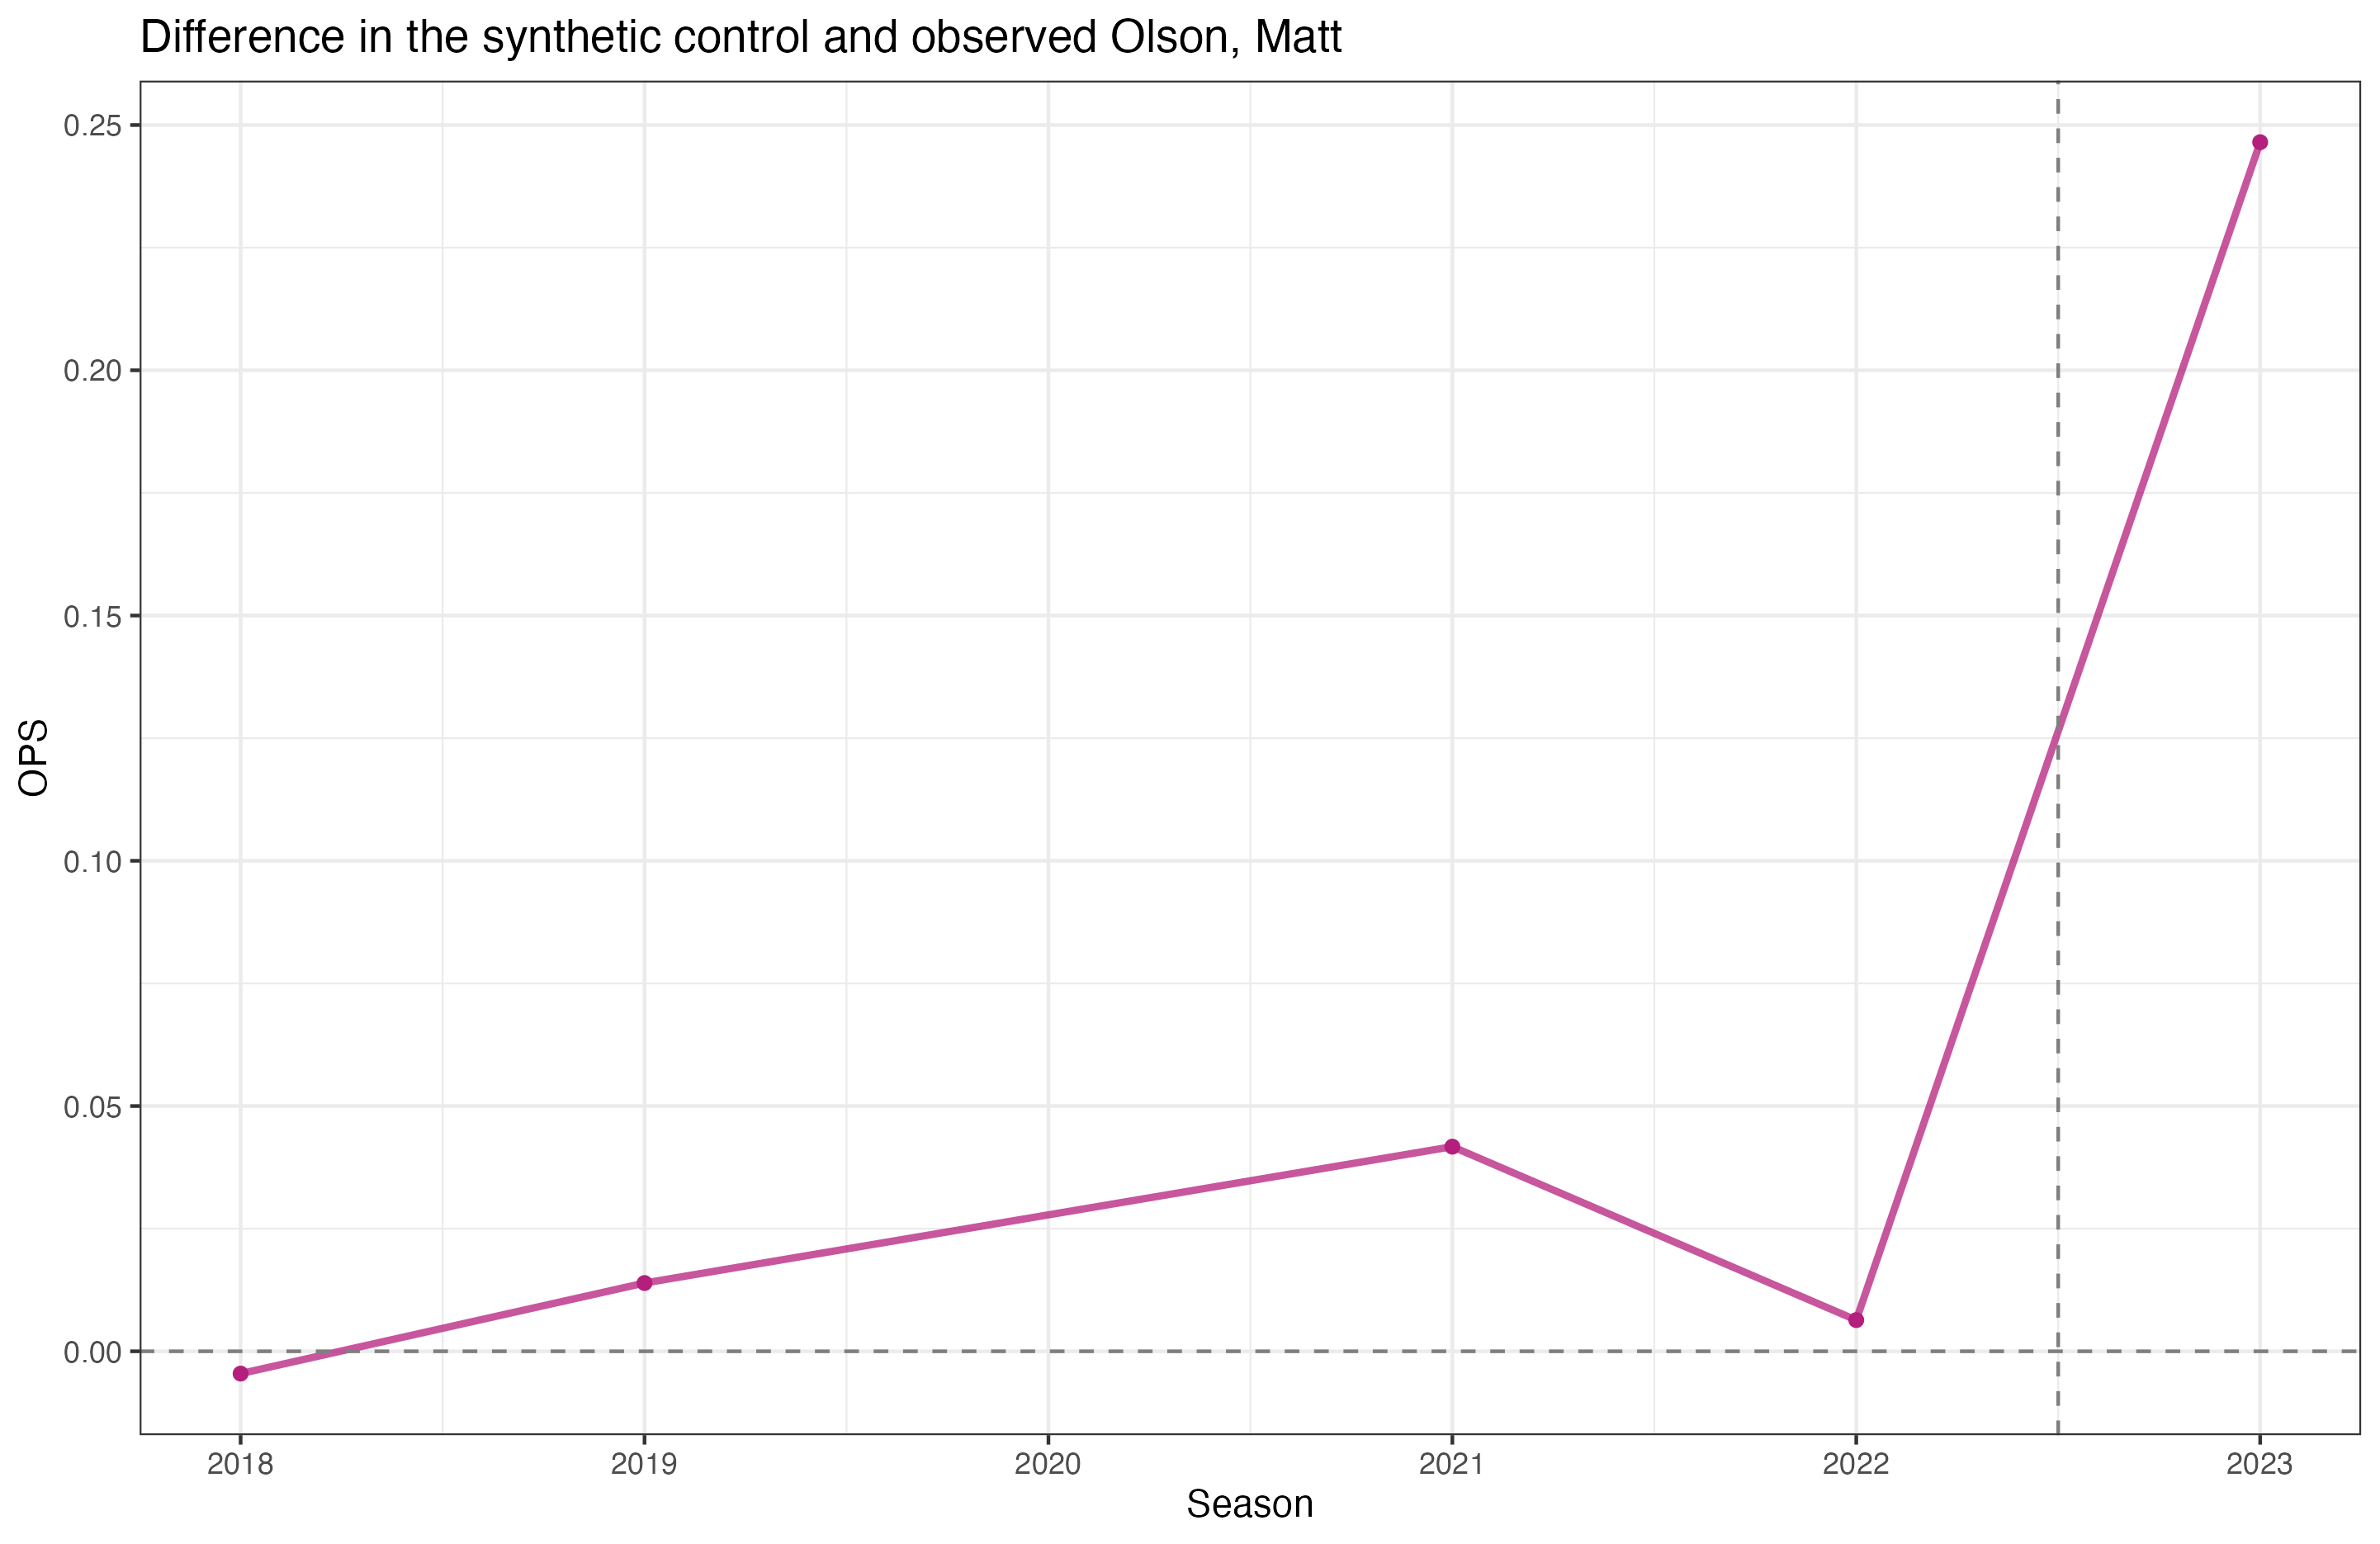 Difference in the synthetic control and observed Olson, Matt
0.25
0.20
0.15
0.10
0.05
0.00
OPS
2018 2019 2020 2021 2022 2023
Season